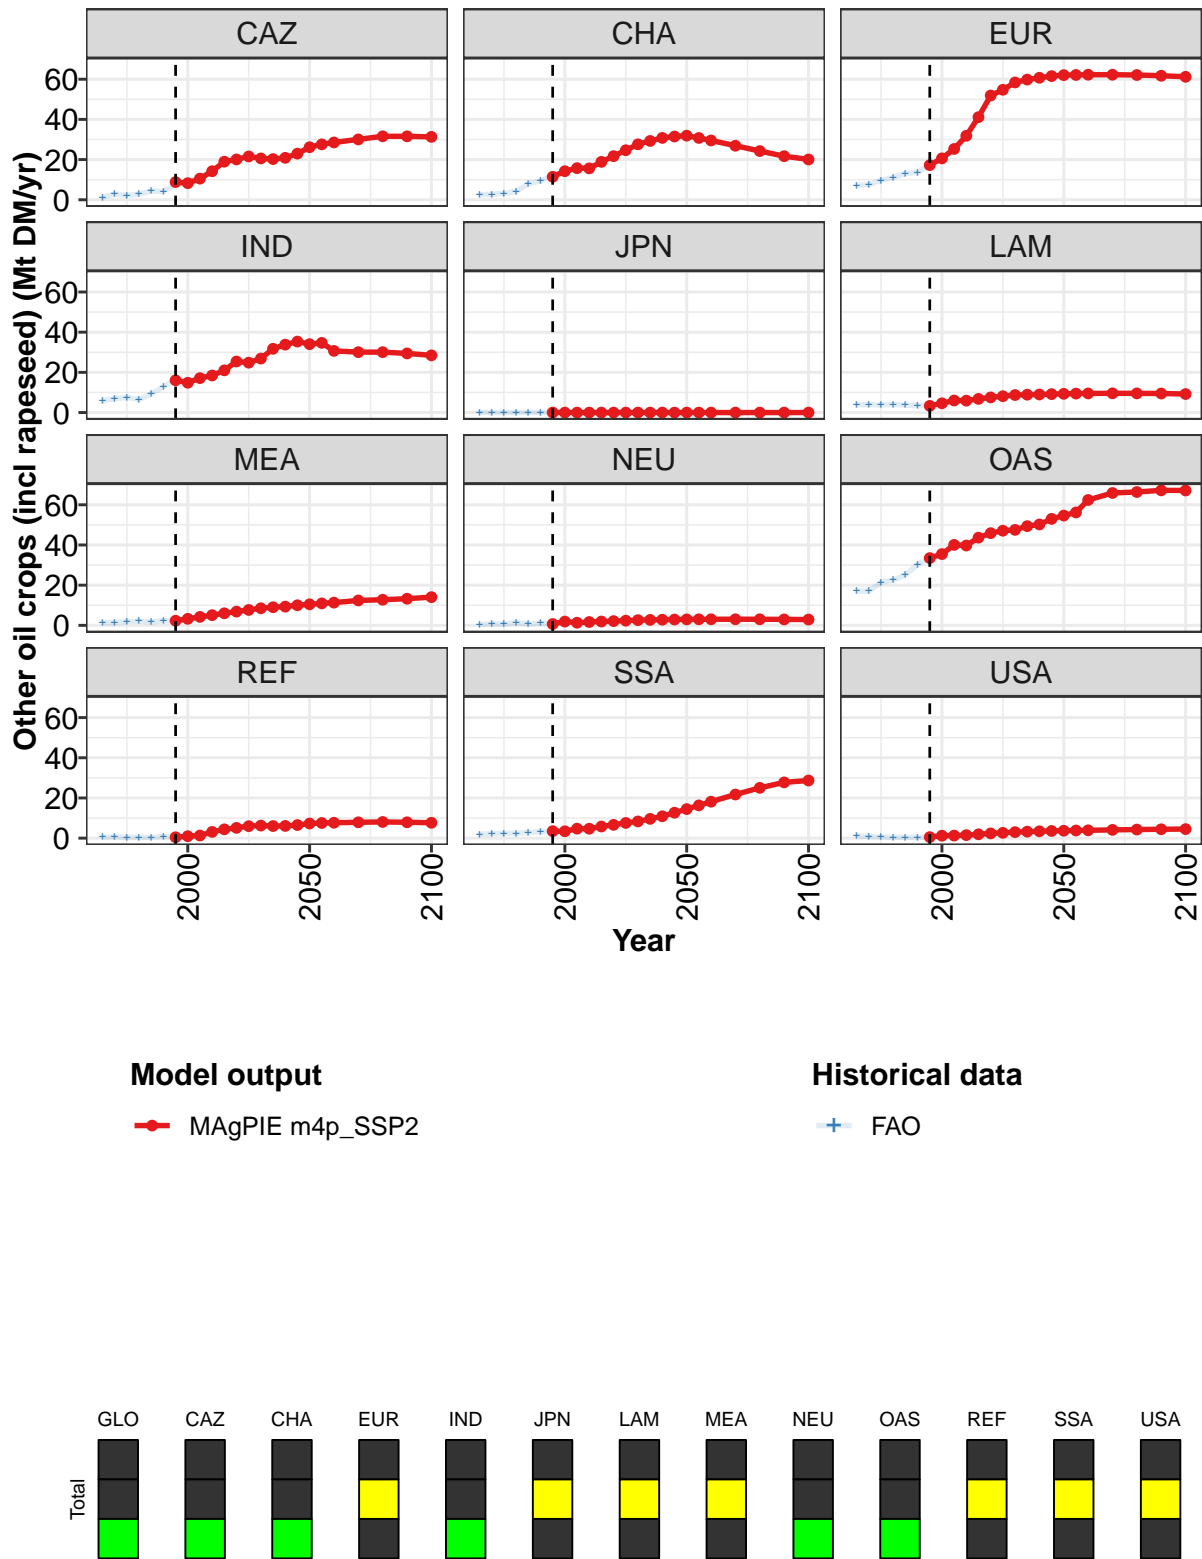 CAZ CHA EUR
60
40
20
0
IND JPN LAM
60
40
20
0
MEA NEU OAS
60
40
20
0
REF SSA USA
60
40
20
0
2000 2050 2100 2000 2050 2100 2000 2050 2100
Year
Other oil crops (incl rapeseed) (Mt DM/yr)
Model output
MAgPIE m4p_SSP2
Historical data
FAO
GLO CAZ CHA EUR IND JPN LAM MEA NEU OAS REF SSA USA
Total